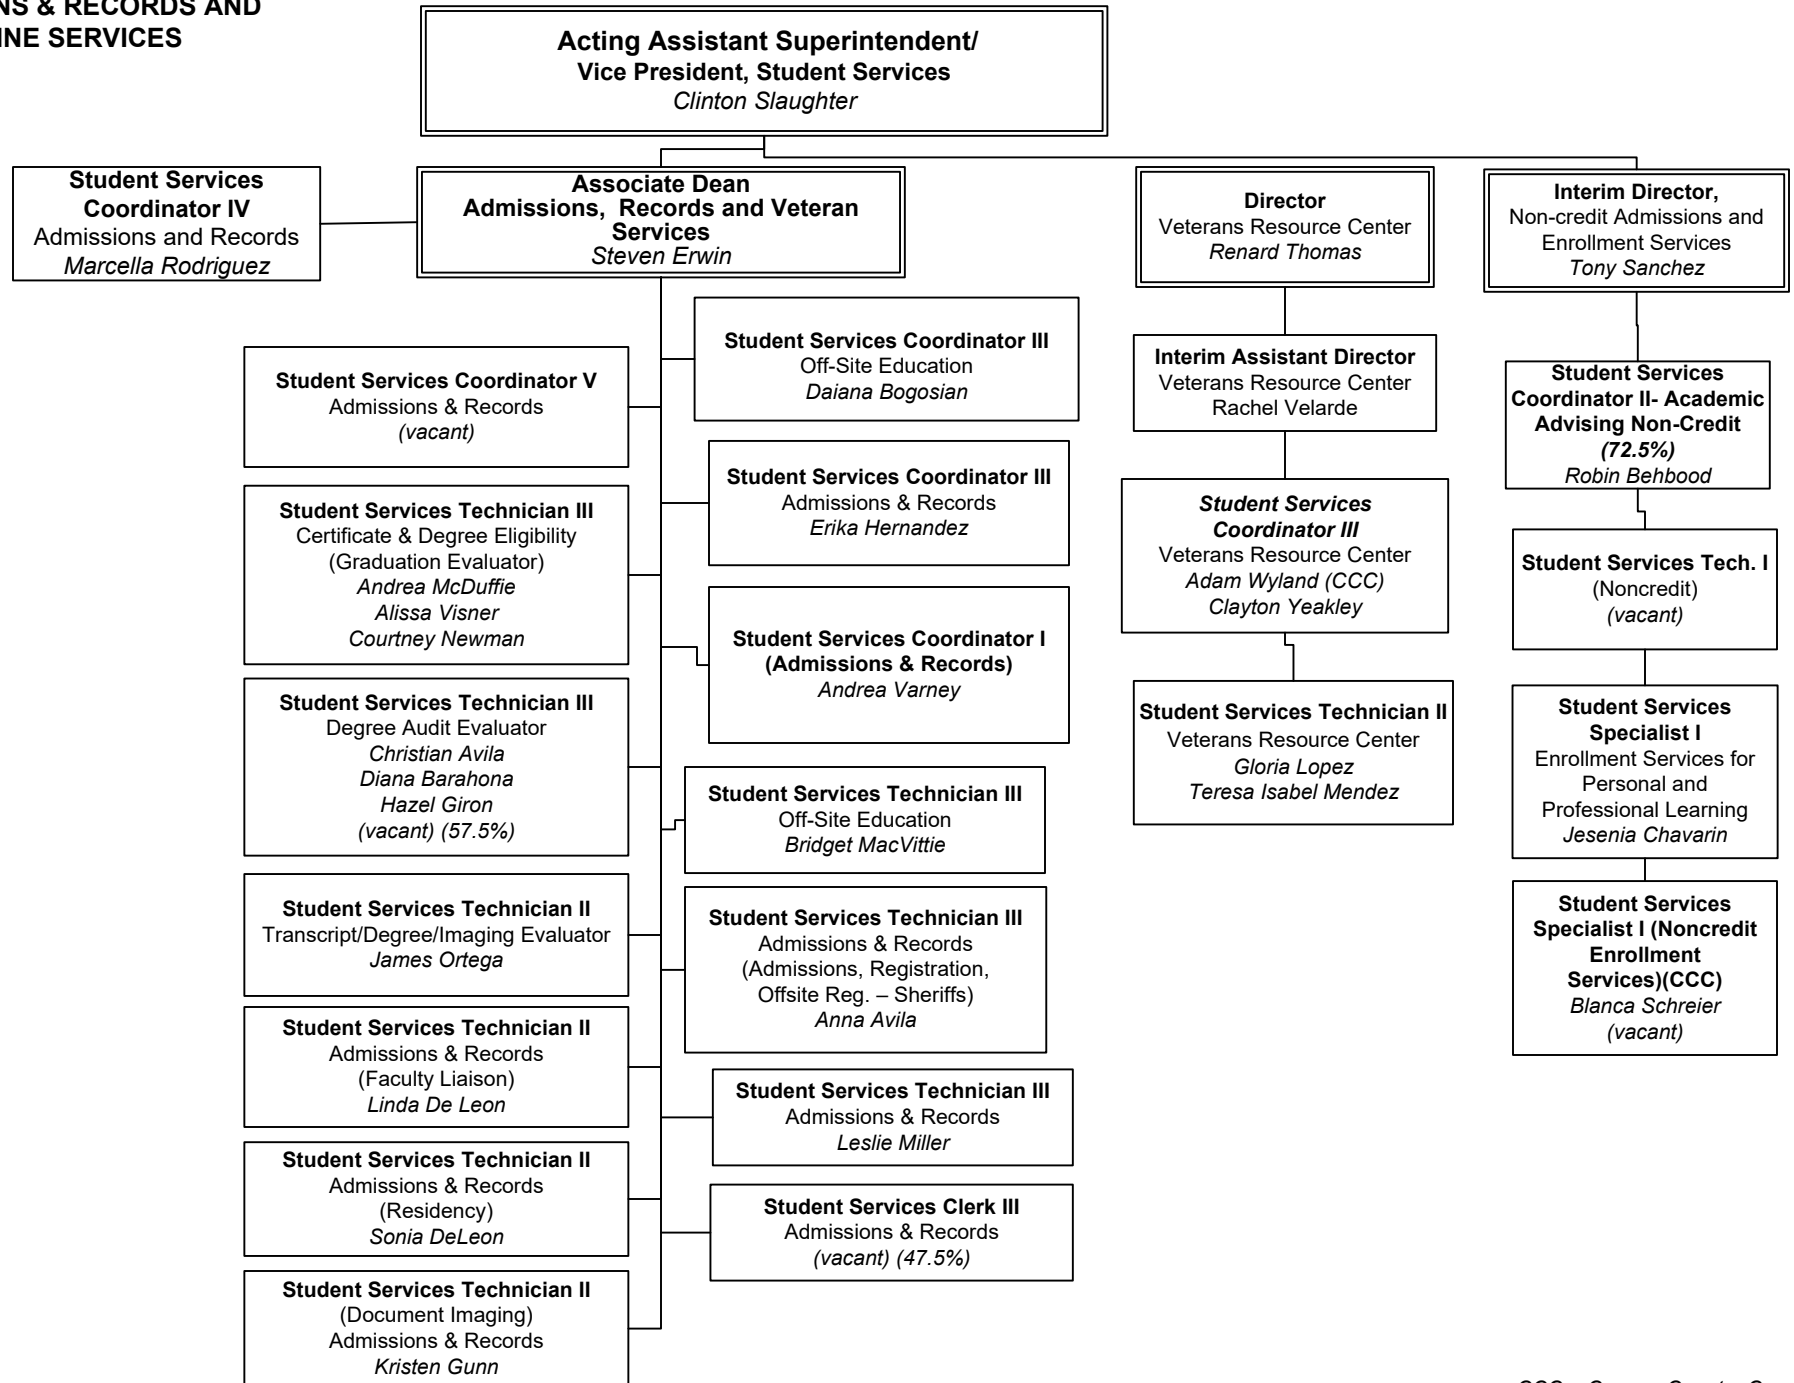 NS & RECORDS AND
INE SERVICES
Acting Assistant Superintendent/
Vice President, Student Services
Clinton Slaughter
Student Services
Coordinator IV
Admissions and Records
Marcella Rodriguez
Associate Dean
Admissions, Records and Veteran
Services
Steven Erwin
Director
Veterans Resource Center
Renard Thomas
Interim Director,
Non-credit Admissions and
Enrollment Services
Tony Sanchez
Student Services Coordinator V
Admissions & Records
(vacant)
Student Services Technician III
Certificate & Degree Eligibility
(Graduation Evaluator)
Andrea McDuffie
Alissa Visner
Courtney Newman
Student Services Technician III
Degree Audit Evaluator
Christian Avila
Diana Barahona
Hazel Giron
(vacant) (57.5%)
Student Services Technician II
Transcript/Degree/Imaging Evaluator
James Ortega
Student Services Technician II
Admissions & Records
(Faculty Liaison)
Linda De Leon
Student Services Technician II
Admissions & Records
(Residency)
Sonia DeLeon
Student Services Technician II
(Document Imaging)
Admissions & Records
Kristen Gunn
Student Services Coordinator III
Off-Site Education
Daiana Bogosian
Student Services Coordinator III
Admissions & Records
Erika Hernandez
Student Services Coordinator I
(Admissions & Records)
Andrea Varney
Student Services Technician III
Off-Site Education
Bridget MacVittie
Student Services Technician III
Admissions & Records
(Admissions, Registration,
Offsite Reg. – Sheriffs)
Anna Avila
Student Services Technician III
Admissions & Records
Leslie Miller
Student Services Clerk III
Admissions & Records
(vacant) (47.5%)
Interim Assistant Director
Veterans Resource Center
Rachel Velarde
Student Services
Coordinator III
Veterans Resource Center
Adam Wyland (CCC)
Clayton Yeakley
Student Services Technician II
Veterans Resource Center
Gloria Lopez
Teresa Isabel Mendez
Student Services
Coordinator II- Academic
Advising Non-Credit
(72.5%)
Robin Behbood
Student Services Tech. I
(Noncredit)
(vacant)
Student Services
Specialist I
Enrollment Services for
Personal and
Professional Learning
Jesenia Chavarin
Student Services
Specialist I (Noncredit
Enrollment
Services)(CCC)
Blanca Schreier
(vacant)